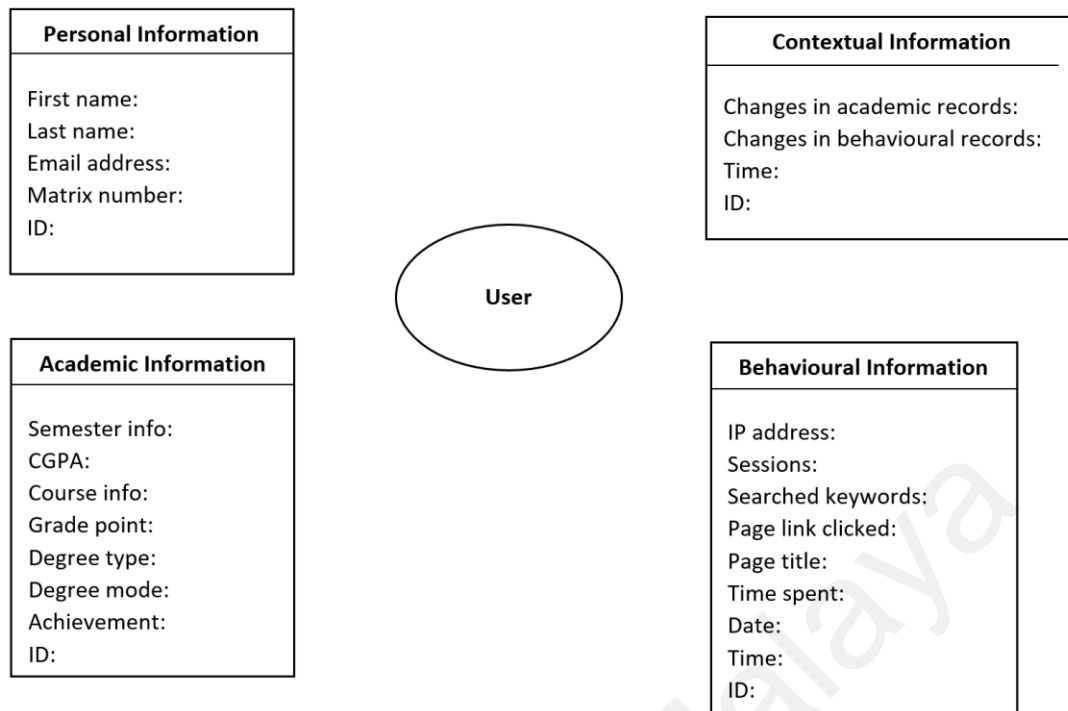 Personal Information
First name:
Last name:
Email address:
Matrix number:
ID:
Contextual Information
Changes in academic records:
Changes in behavioural records:
Time:
ID:
User
Academic Information
Semester info:
CGPA:
Course info:
Grade point:
Degree type:
Degree mode:
Achievement:
ID:
Behavioural Information
IP address:
Sessions:
Searched keywords:
Page link clicked:
Page title:
Time spent:
Date:
Time:
ID: